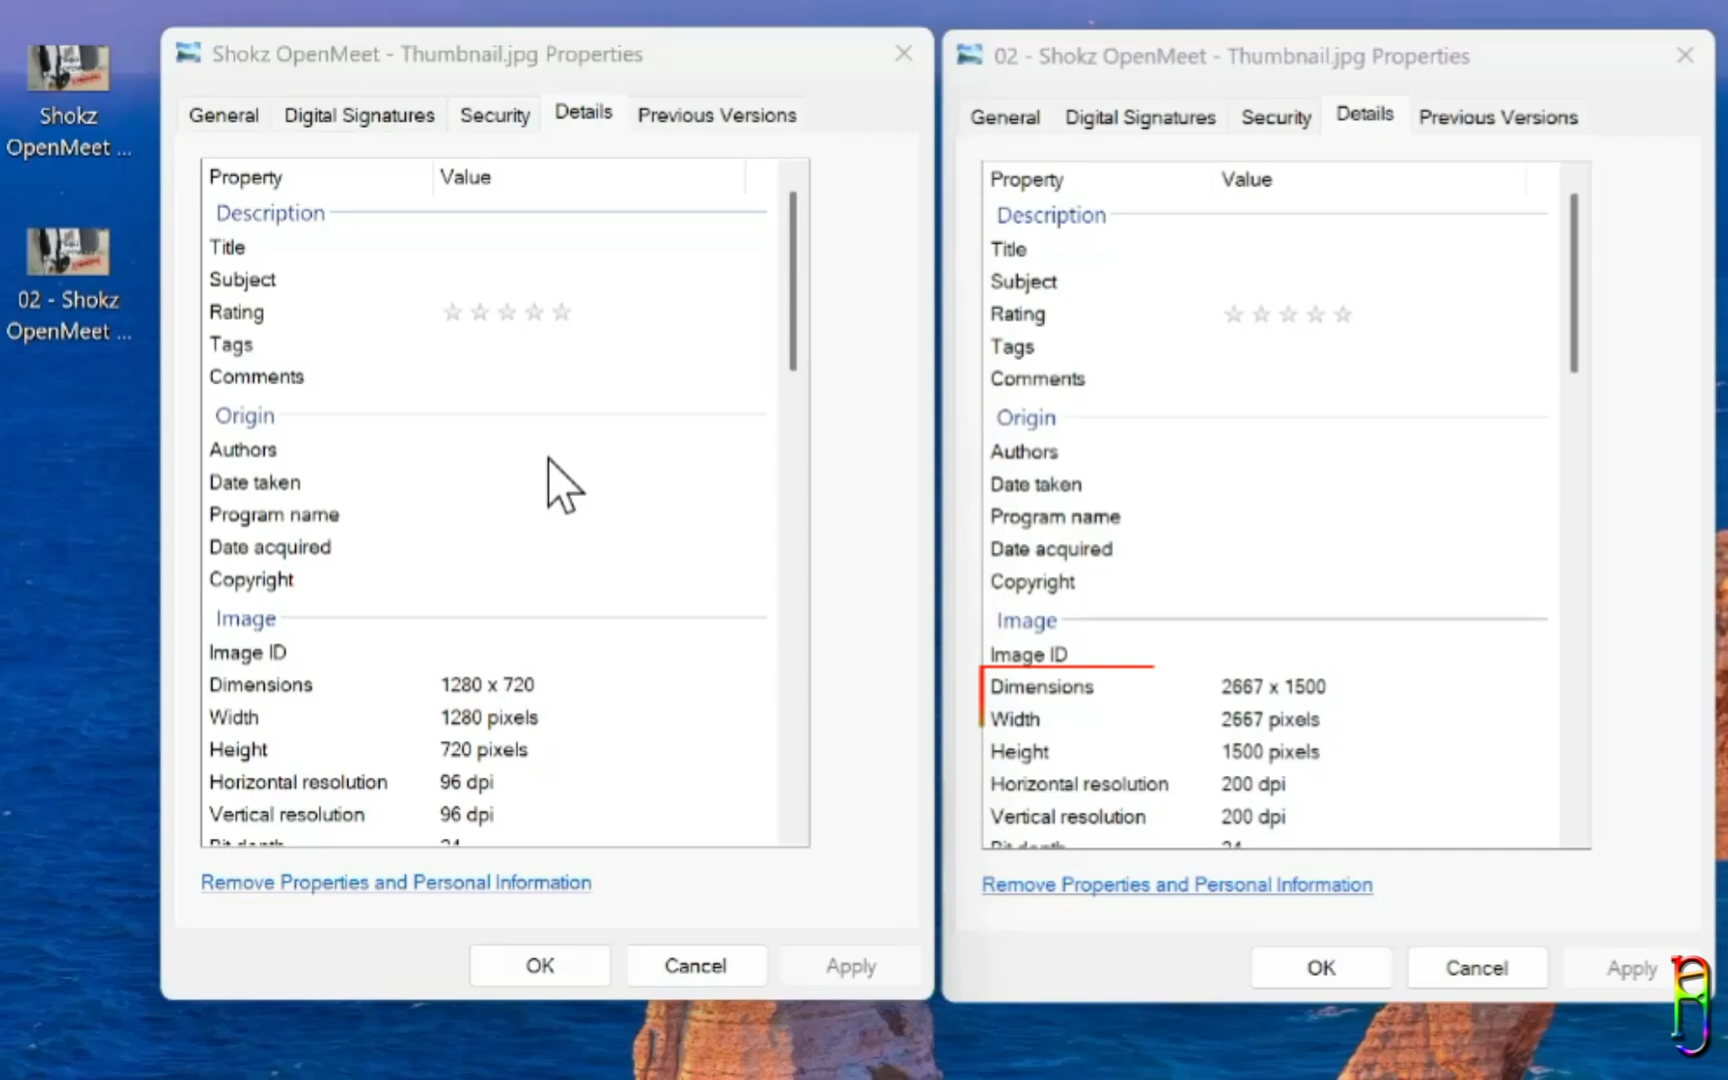 Shokz
OpenMeet ...
02 - Shokz
OpenMeet ...
Shokz OpenMeet - Thumbnail.jpg Properties
General Digital Signatures Security Details Previous Versions
Property Value
Description
Title
Subject
Rating
Tags
Comments
Origin
Authors
Date taken
Program name
Date acquired
Copyright
Image
Image ID
Dimensions 1280 x 720
Width 1280 pixels
Height 720 pixels
Horizontal resolution 96 dpi
Vertical resolution 96 dpi
Bit depth 24
Remove Properties and Personal Information
OK Cancel Apply
02 - Shokz OpenMeet - Thumbnail.jpg Properties
General Digital Signatures Security Details Previous Versions
Property Value
Description
Title
Subject
Rating
Tags
Comments
Origin
Authors
Date taken
Program name
Date acquired
Copyright
Image
Image ID
Dimensions 2667 x 1500
Width 2667 pixels
Height 1500 pixels
Horizontal resolution 200 dpi
Vertical resolution 200 dpi
Bit depth 24
Remove Properties and Personal Information
OK Cancel Apply